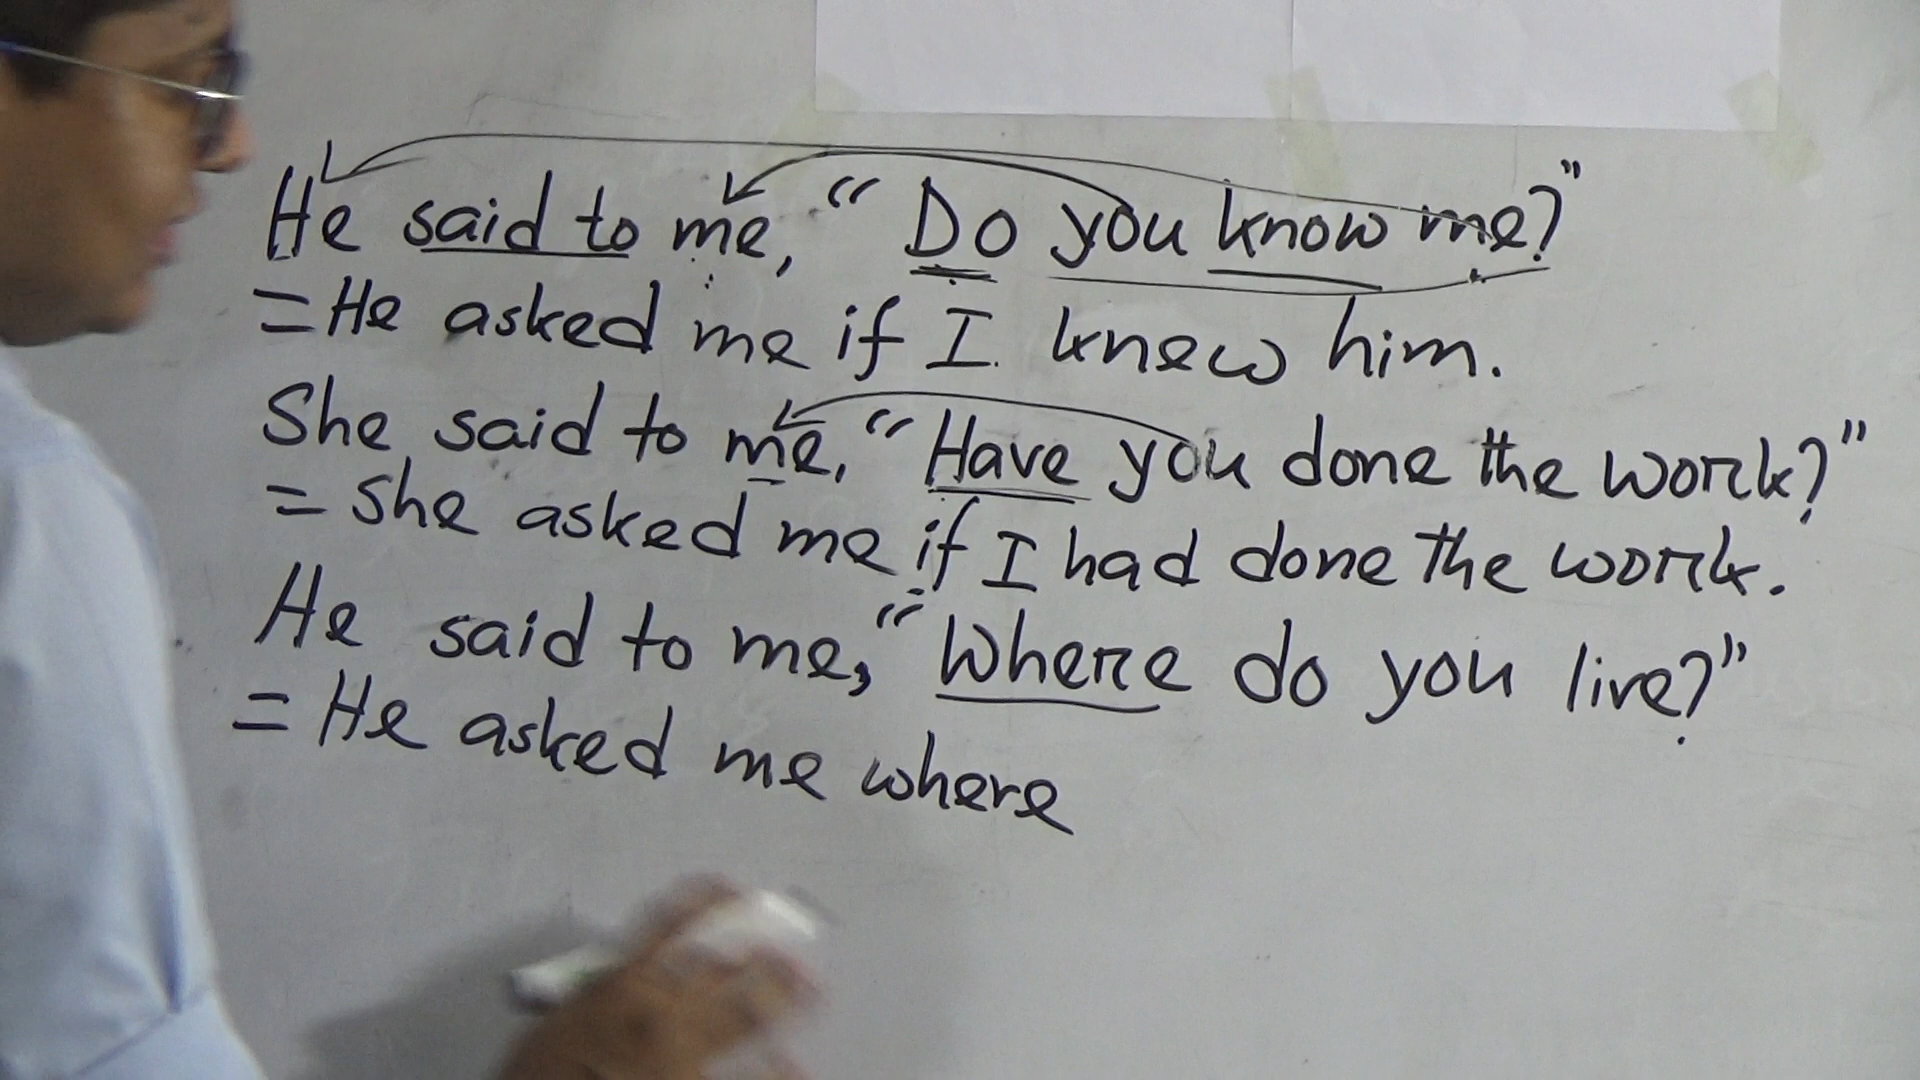 He said to me, "Do you know me?"
= He asked me if I knew him.
She said to me, "Have you done the work?"
= She asked me if I had done the work.
He said to me, "Where do you live?"
= He asked me where